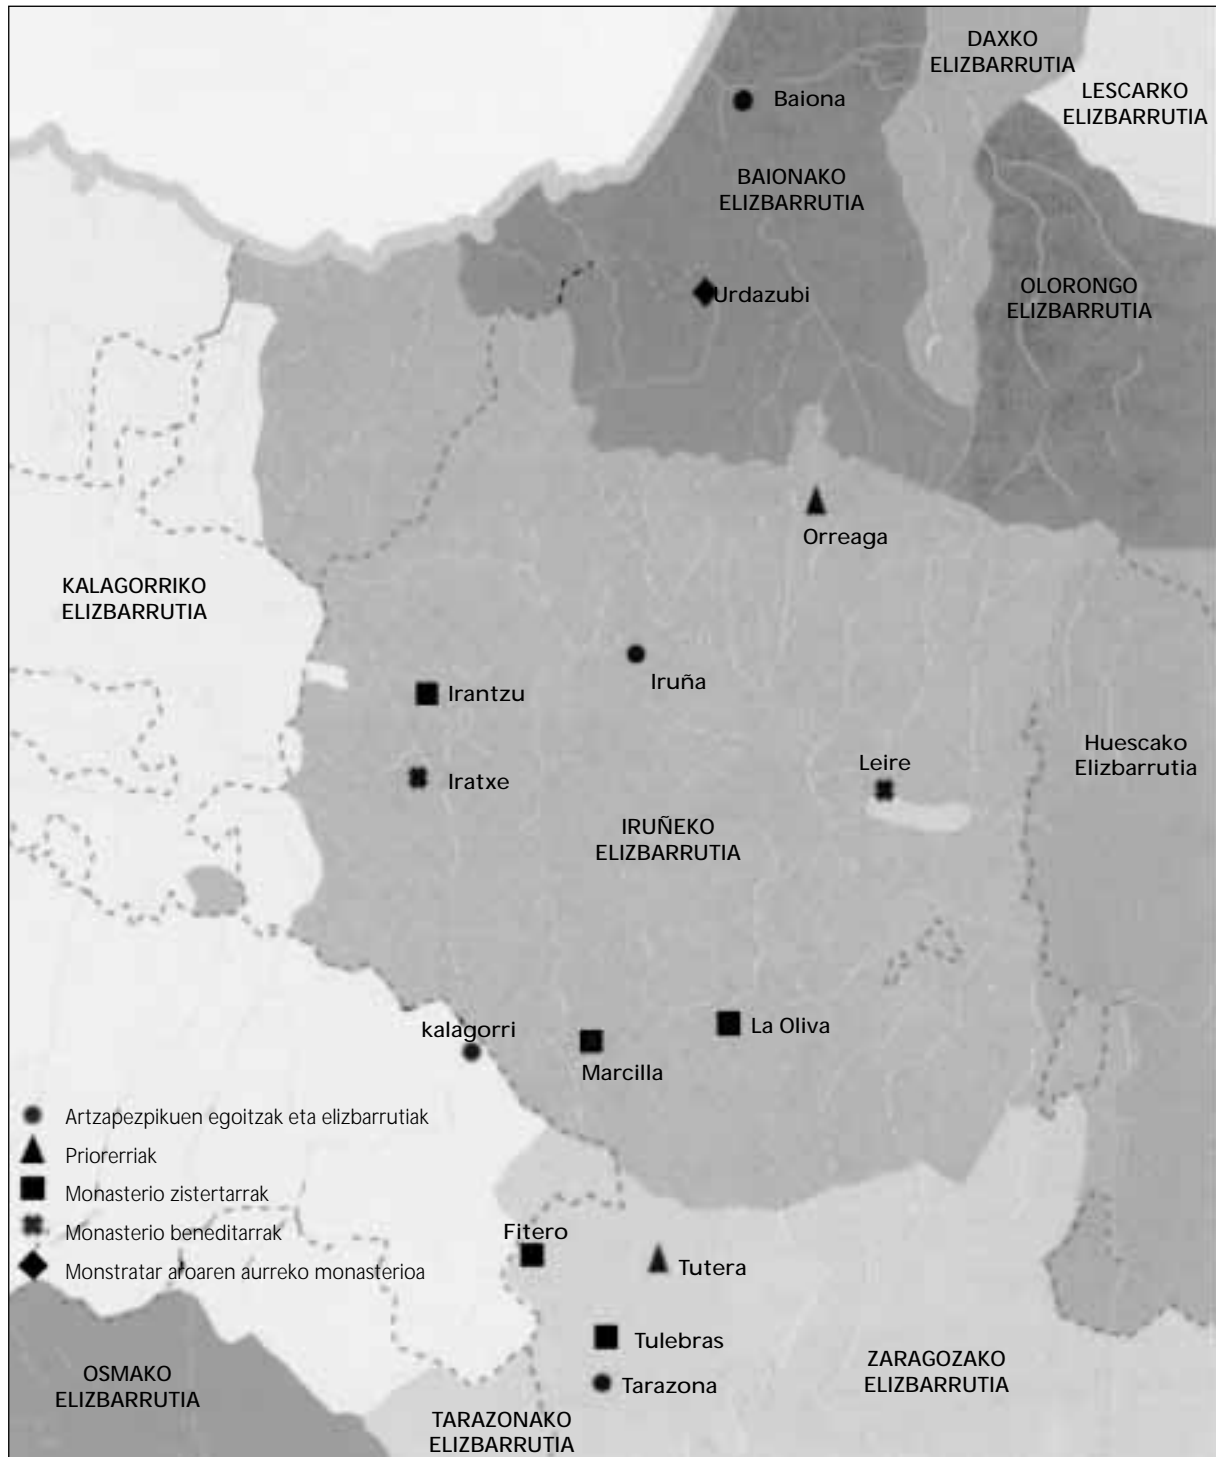 DAXKO
ELIZBARRUTIA
LESCARKO
ELIZBARRUTIA
Baiona
BAIONAKO
ELIZBARRUTIA
Urdazubi
OLORONGO
ELIZBARRUTIA
Orreaga
KALAGORRIKO
ELIZBARRUTIA
Iruña
Irantzu
Iratxe
Leire
Huescako
Elizbarrutia
IRUÑEKO
ELIZBARRUTIA
kalagorri
La Oliva
Marcilla
Artzapezpikuen egoitzak eta elizbarrutiak
Priorerriak
Monasterio zistertarrak
Monasterio beneditarrak
Monstratar aroaren aurreko monasterioa
Fitero
Tutera
Tulebras
Tarazona
ZARAGOZAKO
ELIZBARRUTIA
OSMAKO
ELIZBARRUTIA
TARAZONAKO
ELIZBARRUTIA